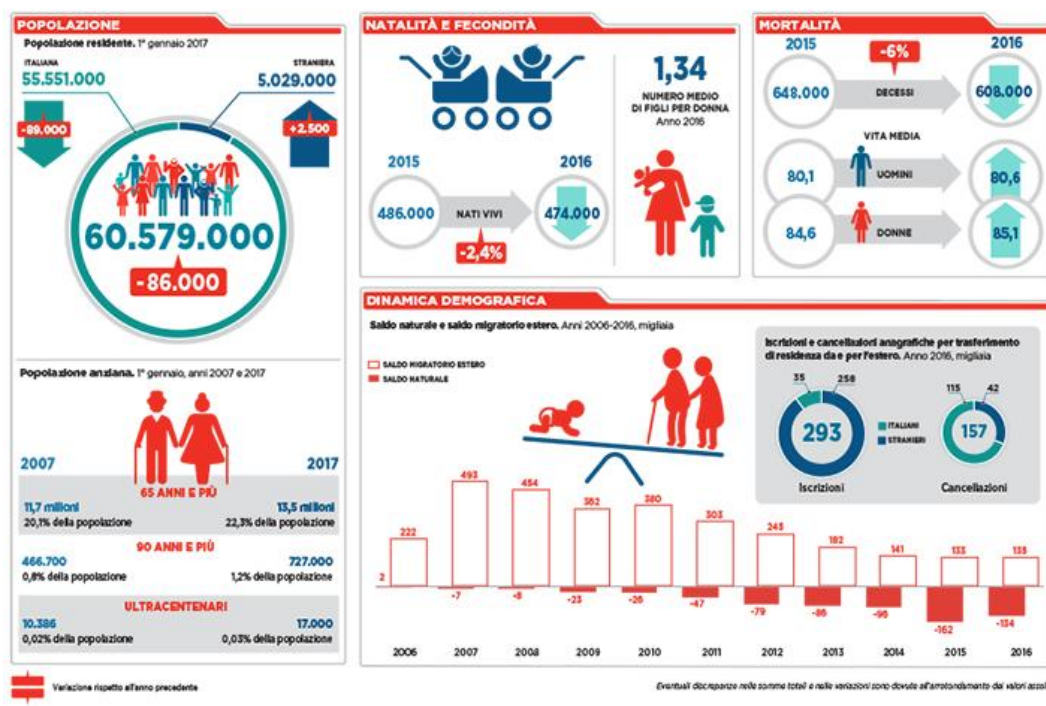 POPOLAZIONE
Popolazione residente. 1° gennaio 2017
ITALIANA
55.551.000
STRANIERA
5.029.000
-89.000
+2.500
60.579.000
-86.000
Popolazione anziana. 1° gennaio, anni 2007 e 2017
2007
2017
65 ANNI E PIÙ
11,7 milioni
13,5 milioni
20,1% della popolazione
22,3% della popolazione
90 ANNI E PIÙ
466.700
727.000
0,8% della popolazione
1,2% della popolazione
ULTRACENTENARI
10.386
17.000
0,02% della popolazione
0,03% della popolazione
NATALITÀ E FECONDITÀ
1,34
NUMERO MEDIO
DI FIGLI PER DONNA
Anno 2016
2015
2016
486.000
NATI VIVI
474.000
-2,4%
MORTALITÀ
2015
-6%
2016
648.000
DECESSI
608.000
VITA MEDIA
80,1
UOMINI
80,6
84,6
DONNE
85,1
DINAMICA DEMOGRAFICA
Saldo naturale e saldo migratorio estero. Anni 2006-2016, migliaia
SALDO MIGRATORIO ESTERO
SALDO NATURALE
Iscrizioni e cancellazioni anagrafiche per trasferimento
di residenza da e per l'estero. Anno 2016, migliaia
35
258
293
Iscrizioni
ITALIANI
STRANIERI
115
42
157
Cancellazioni
222
493
454
362
380
303
243
182
141
133
135
2
-7
-8
-23
-26
-47
-79
-86
-96
-162
-134
2006
2007
2008
2009
2010
2011
2012
2013
2014
2015
2016
Variazione rispetto all'anno precedente
Eventuali discrepanze nelle somme totali e nelle variazioni sono dovute all'arrotondamento dei valori